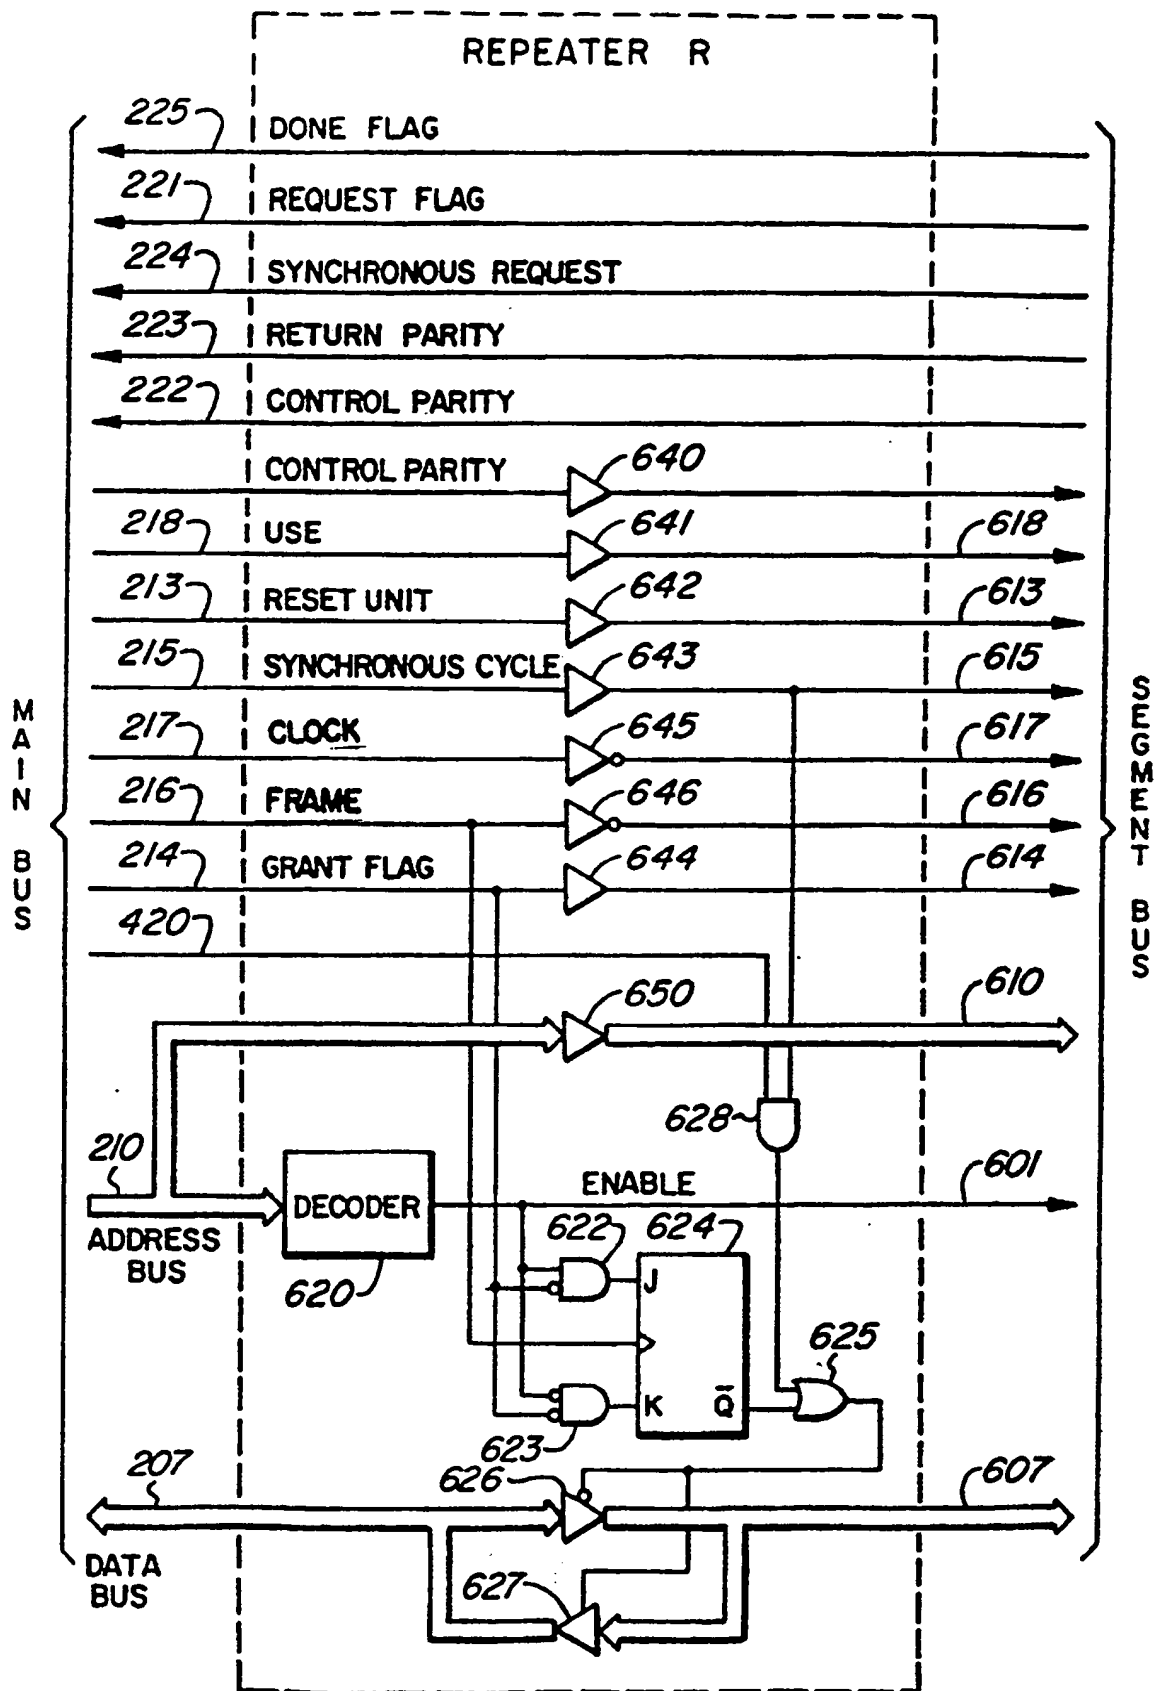 REPEATER R
225
DONE FLAG
221
REQUEST FLAG
224
SYNCHRONOUS REQUEST
223
RETURN PARITY
222
CONTROL PARITY
CONTROL PARITY
640
218
USE
641
618
213
RESET UNIT
642
613
215
SYNCHRONOUS CYCLE
643
615
217
CLOCK
645
617
216
FRAME
646
616
214
GRANT FLAG
644
614
420
MAIN BUS
SEGMENT BUS
650
610
628
210
ADDRESS
BUS
DECODER
620
ENABLE
601
622
624
J
K
Q̅
623
625
207
626
607
DATA
BUS
627